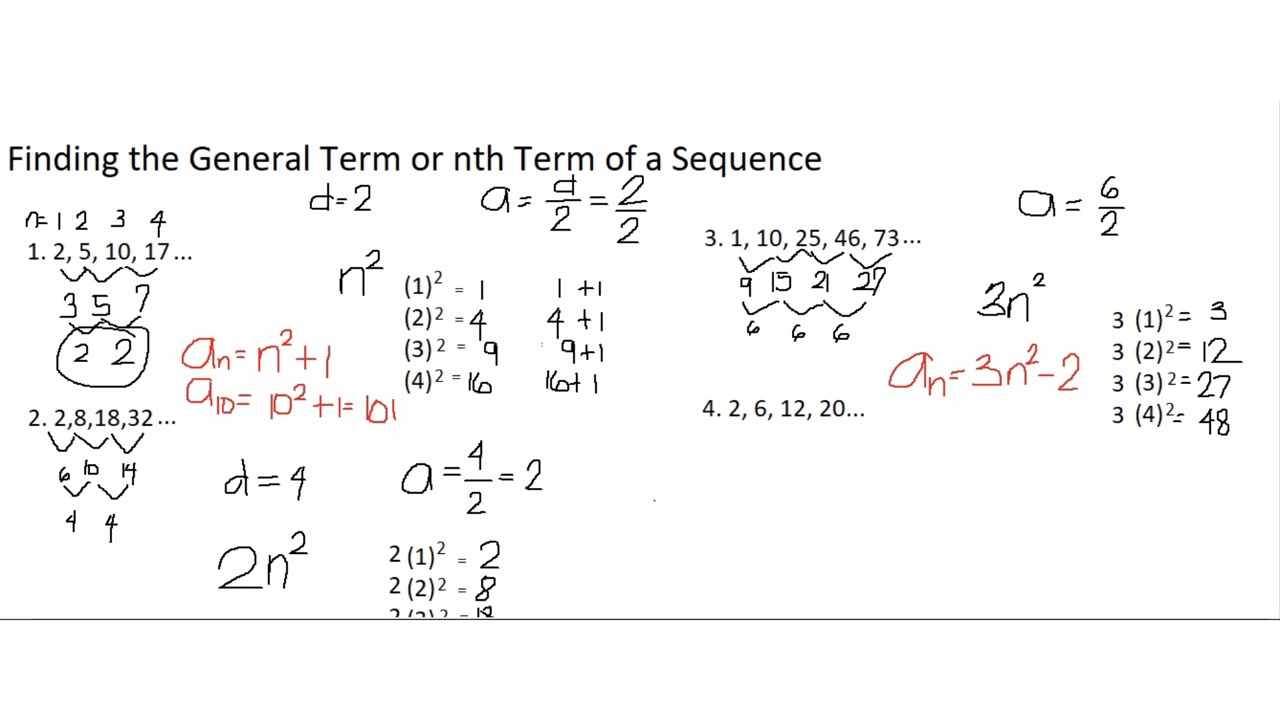 Finding the General Term or nth Term of a Sequence
d=2
a = d/2 = 2/2
n= 1 2 3 4
1. 2, 5, 10, 17...
3 5 7
2 2
n²
(1)² = 1 1 +1
(2)² = 4 4 +1
(3)² = 9 9+1
(4)² = 16 16+1
aₙ = n²+1
a₁₀ = 10²+1= 101
2. 2,8,18,32...
6 10 14
4 4
d = 4
a = 4/2 = 2
2n²
2 (1)² = 2
2 (2)² = 8
2 (3)² = 18
a = 6/2
3. 1, 10, 25, 46, 73...
9 15 21 27
6 6 6
3n²
3 (1)² = 3
3 (2)² = 12
3 (3)² = 27
3 (4)² = 48
aₙ = 3n²-2
4. 2, 6, 12, 20...